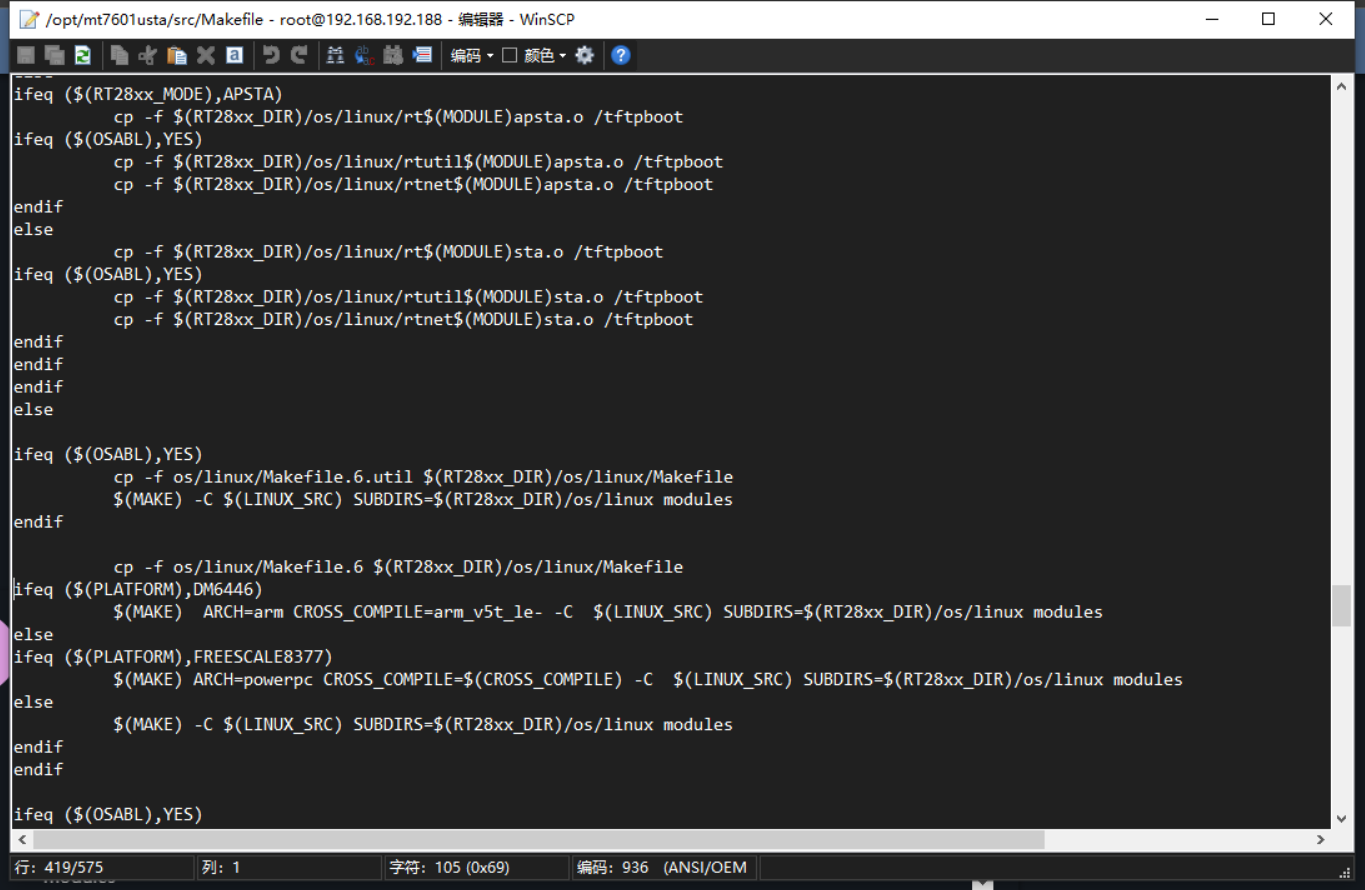 /opt/mt7601usta/src/Makefile - root@192.168.192.188 - 编辑器 - WinSCP
编码 颜色
ifeq ($(RT28xx_MODE),APSTA)
cp -f $(RT28xx_DIR)/os/linux/rt$(MODULE)apsta.o /tftpboot
ifeq ($(OSABL),YES)
cp -f $(RT28xx_DIR)/os/linux/rtutil$(MODULE)apsta.o /tftpboot
cp -f $(RT28xx_DIR)/os/linux/rtnet$(MODULE)apsta.o /tftpboot
endif
else
cp -f $(RT28xx_DIR)/os/linux/rt$(MODULE)sta.o /tftpboot
ifeq ($(OSABL),YES)
cp -f $(RT28xx_DIR)/os/linux/rtutil$(MODULE)sta.o /tftpboot
cp -f $(RT28xx_DIR)/os/linux/rtnet$(MODULE)sta.o /tftpboot
endif
endif
endif
else
ifeq ($(OSABL),YES)
cp -f os/linux/Makefile.6.util $(RT28xx_DIR)/os/linux/Makefile
$(MAKE) -C $(LINUX_SRC) SUBDIRS=$(RT28xx_DIR)/os/linux modules
endif
cp -f os/linux/Makefile.6 $(RT28xx_DIR)/os/linux/Makefile
ifeq ($(PLATFORM),DM6446)
$(MAKE)  ARCH=arm CROSS_COMPILE=arm_v5t_le- -C  $(LINUX_SRC) SUBDIRS=$(RT28xx_DIR)/os/linux modules
else
ifeq ($(PLATFORM),FREESCALE8377)
$(MAKE) ARCH=powerpc CROSS_COMPILE=$(CROSS_COMPILE) -C  $(LINUX_SRC) SUBDIRS=$(RT28xx_DIR)/os/linux modules
else
$(MAKE) -C $(LINUX_SRC) SUBDIRS=$(RT28xx_DIR)/os/linux modules
endif
endif
ifeq ($(OSABL),YES)
行: 419/575 列: 1 字符: 105 (0x69) 编码: 936 (ANSI/OEM